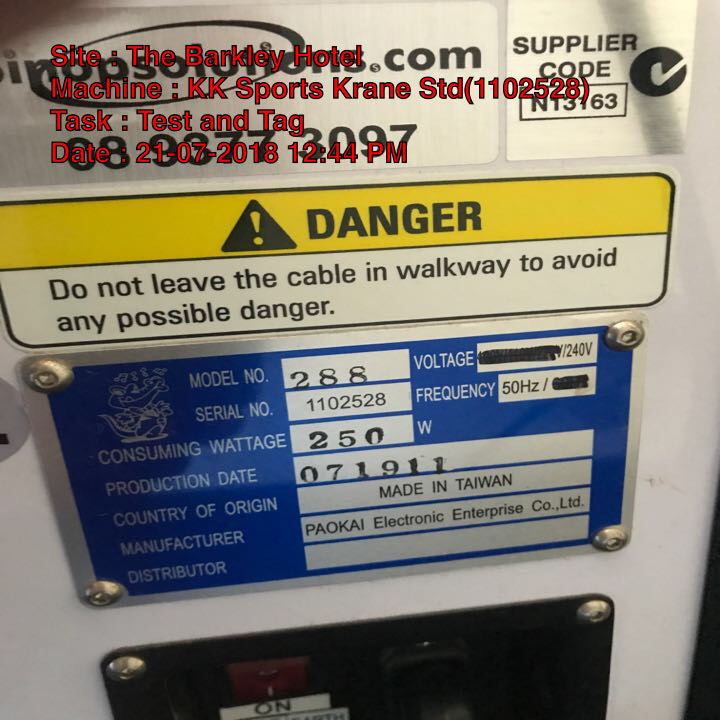 Site : The Barkley Hotel
Machine : KK Sports Krane Std(1102528)
Task : Test and Tag
Date : 21-07-2018 12:44 PM
.com
3097
SUPPLIER
CODE
N13763
DANGER
Do not leave the cable in walkway to avoid
any possible danger.
MODEL NO. 288
SERIAL NO. 1102528
CONSUMING WATTAGE 250 W
PRODUCTION DATE 071911
COUNTRY OF ORIGIN MADE IN TAIWAN
MANUFACTURER PAOKAI Electronic Enterprise Co.,Ltd.
DISTRIBUTOR
VOLTAGE /240V
FREQUENCY 50Hz /
ON